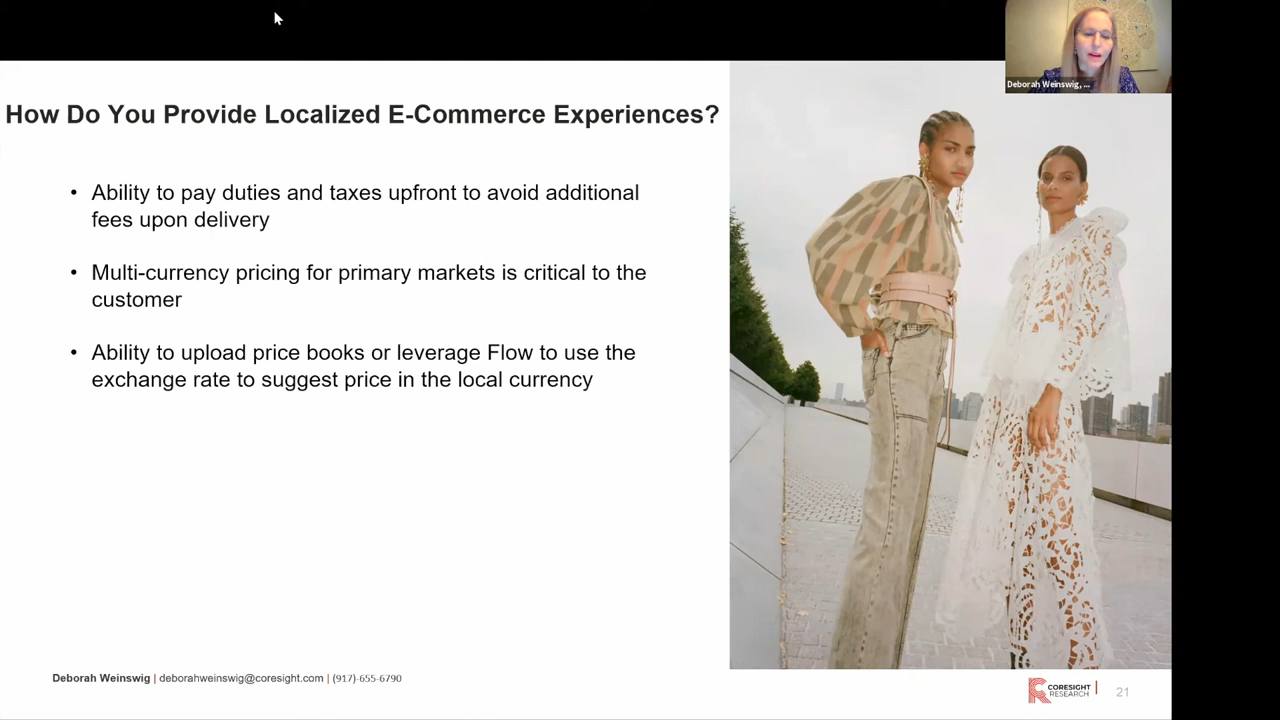 Deborah Weinswig, ...
How Do You Provide Localized E-Commerce Experiences?
• Ability to pay duties and taxes upfront to avoid additional
fees upon delivery
• Multi-currency pricing for primary markets is critical to the
customer
• Ability to upload price books or leverage Flow to use the
exchange rate to suggest price in the local currency
Deborah Weinswig | deborahweinswig@coresight.com | (917)-655-6790
CORESIGHT
RESEARCH
21